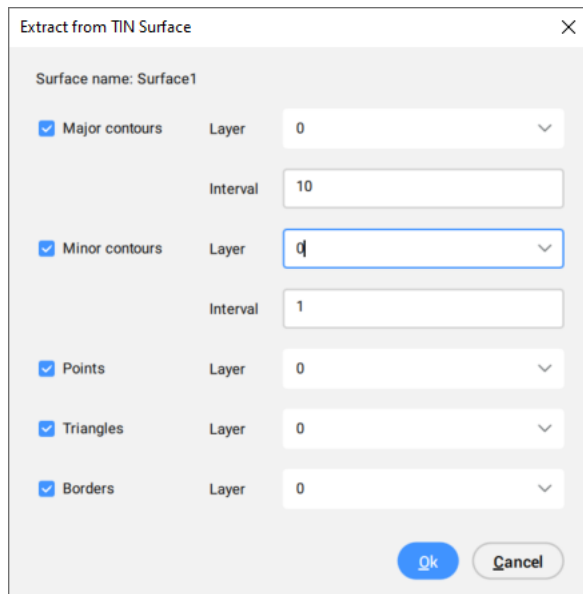 Extract from TIN Surface
Surface name: Surface1
Major contours Layer 0
Interval 10
Minor contours Layer 0
Interval 1
Points Layer 0
Triangles Layer 0
Borders Layer 0
Ok Cancel